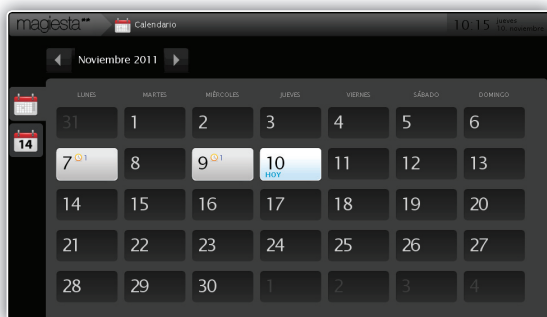 magiesta
Calendario
10 15 jueves
10, noviembre
Noviembre 2011
LUNES MARTES MIÉRCOLES JUEVES VIERNES SÁBADO DOMINGO
31 1 2 3 4 5 6
7 1 8 9 1 10 11 12 13
HOY
14
14 15 16 17 18 19 20
21 22 23 24 25 26 27
28 29 30 1 2 3 4